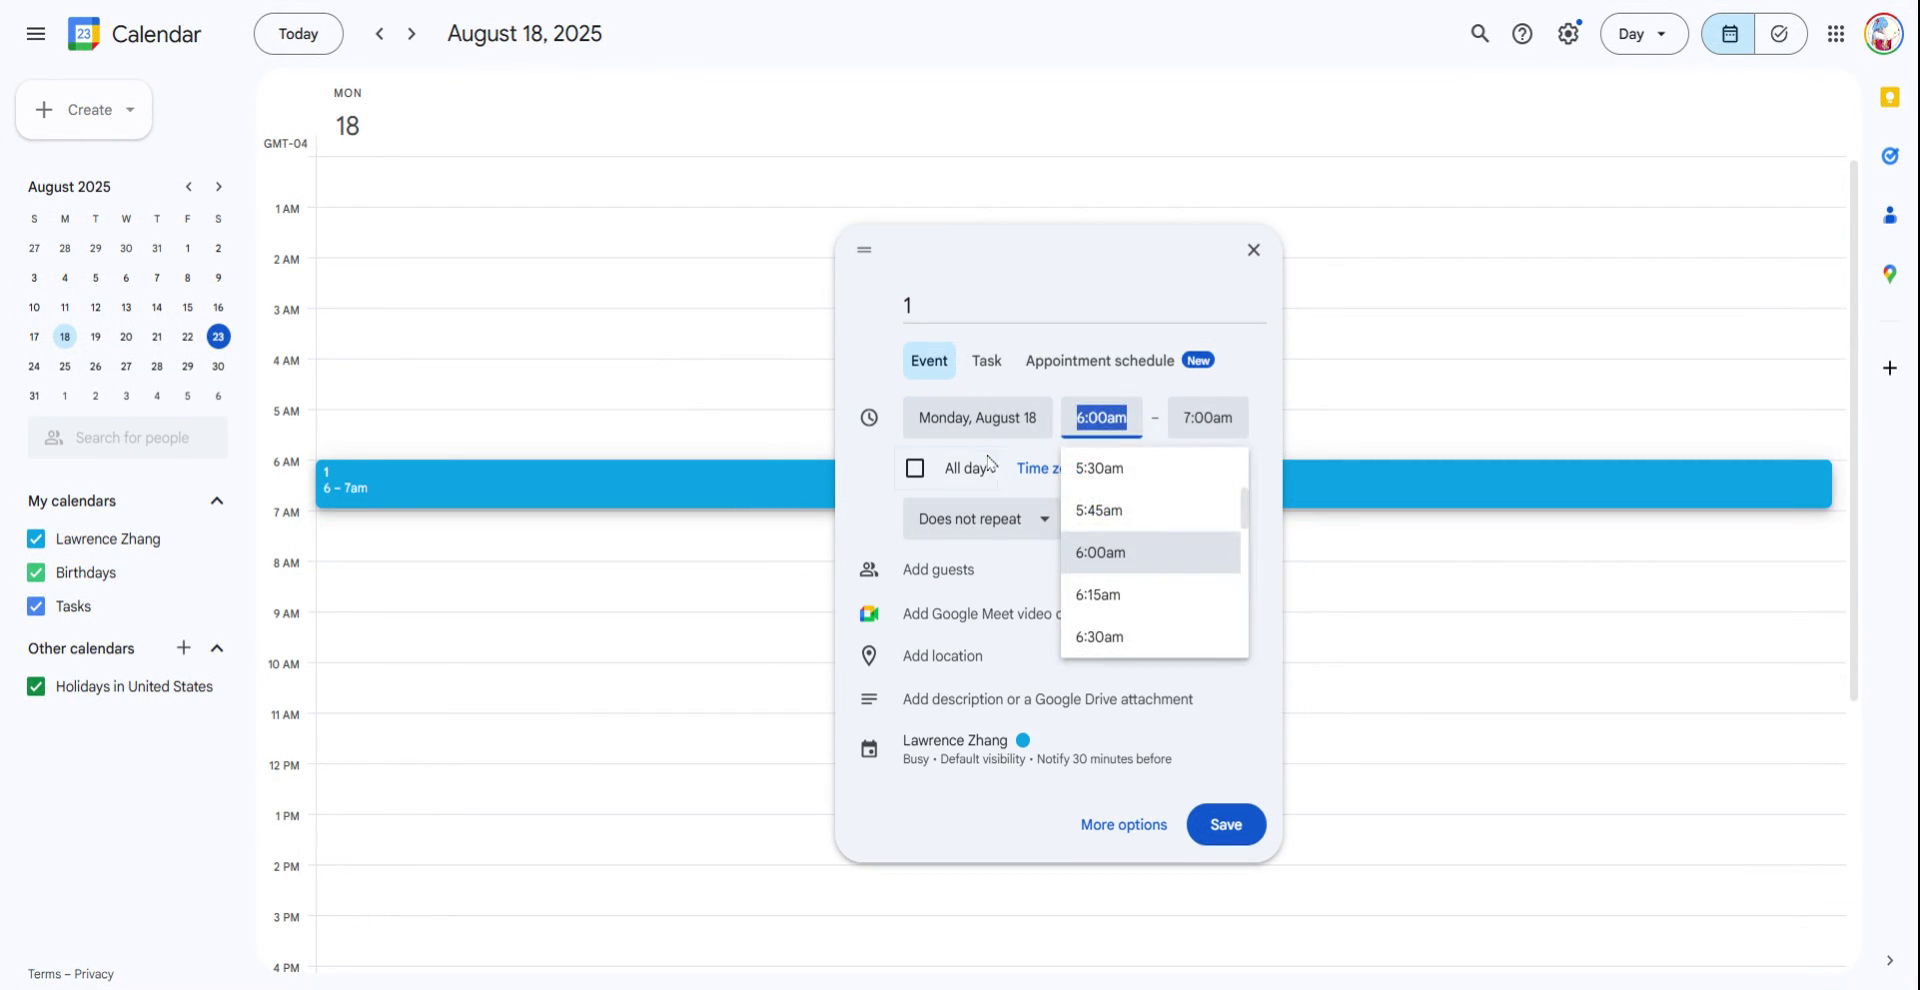 23 Calendar Today August 18, 2025 Day
Create
August 2025
S M T W T F S
27 28 29 30 31 1 2
3 4 5 6 7 8 9
10 11 12 13 14 15 16
17 18 19 20 21 22 23
24 25 26 27 28 29 30
31 1 2 3 4 5 6
Search for people
My calendars
Lawrence Zhang
Birthdays
Tasks
Other calendars
Holidays in United States
Terms – Privacy
MON
18
GMT-04
1 AM
2 AM
3 AM
4 AM
5 AM
6 AM
7 AM
8 AM
9 AM
10 AM
11 AM
12 PM
1 PM
2 PM
3 PM
4 PM
1
6 – 7am
1
Event Task Appointment schedule New
Monday, August 18 6:00am – 7:00am
All day Time
Does not repeat
5:30am
5:45am
6:00am
6:15am
6:30am
Add guests
Add Google Meet video
Add location
Add description or a Google Drive attachment
Lawrence Zhang
Busy • Default visibility • Notify 30 minutes before
More options Save